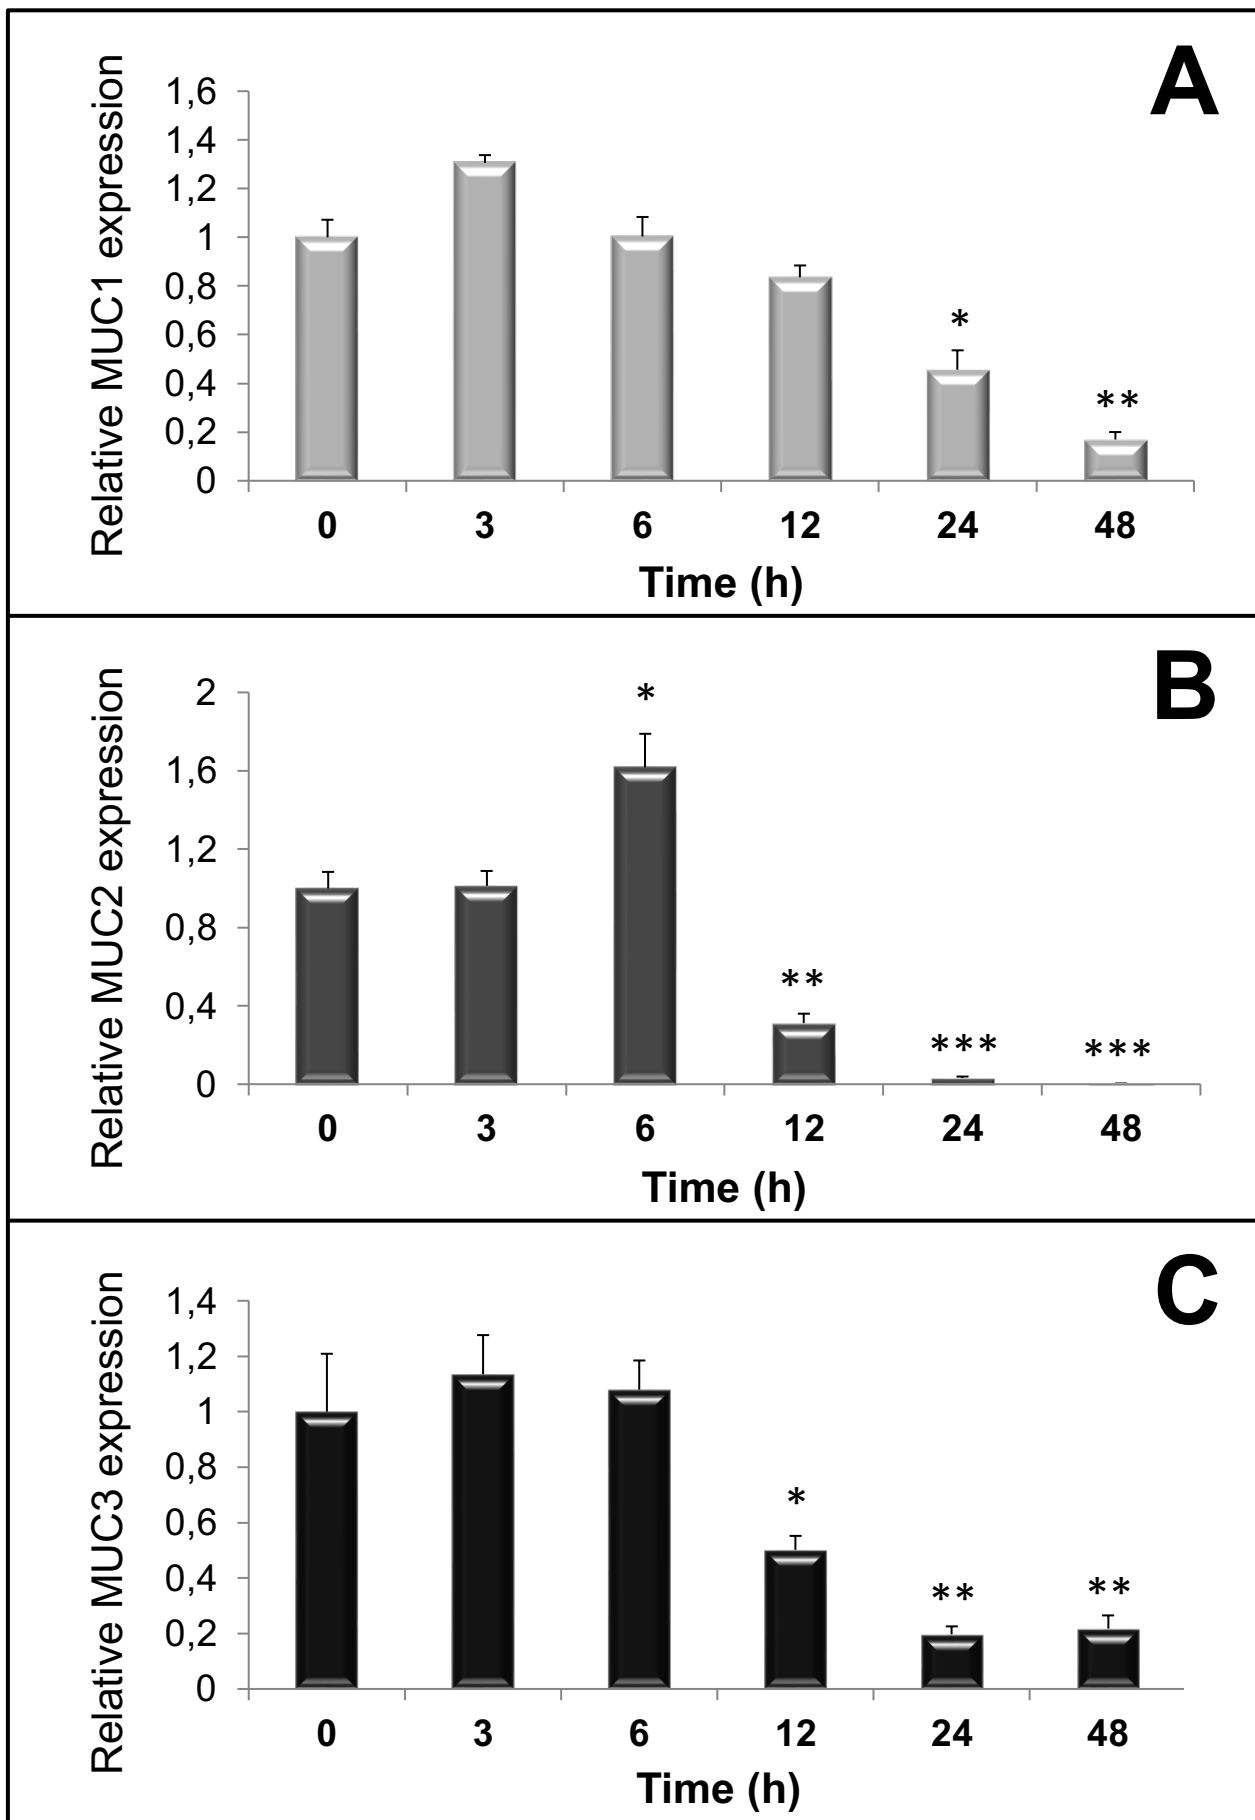 A
Relative MUC1 expression
1,6
1,4
1,2
1
0,8
0,6
0,4
0,2
0
*
**
0 3 6 12 24 48
Time (h)
B
Relative MUC2 expression
2
1,6
1,2
0,8
0,4
0
*
**
***
***
0 3 6 12 24 48
Time (h)
C
Relative MUC3 expression
1,4
1,2
1
0,8
0,6
0,4
0,2
0
*
**
**
0 3 6 12 24 48
Time (h)